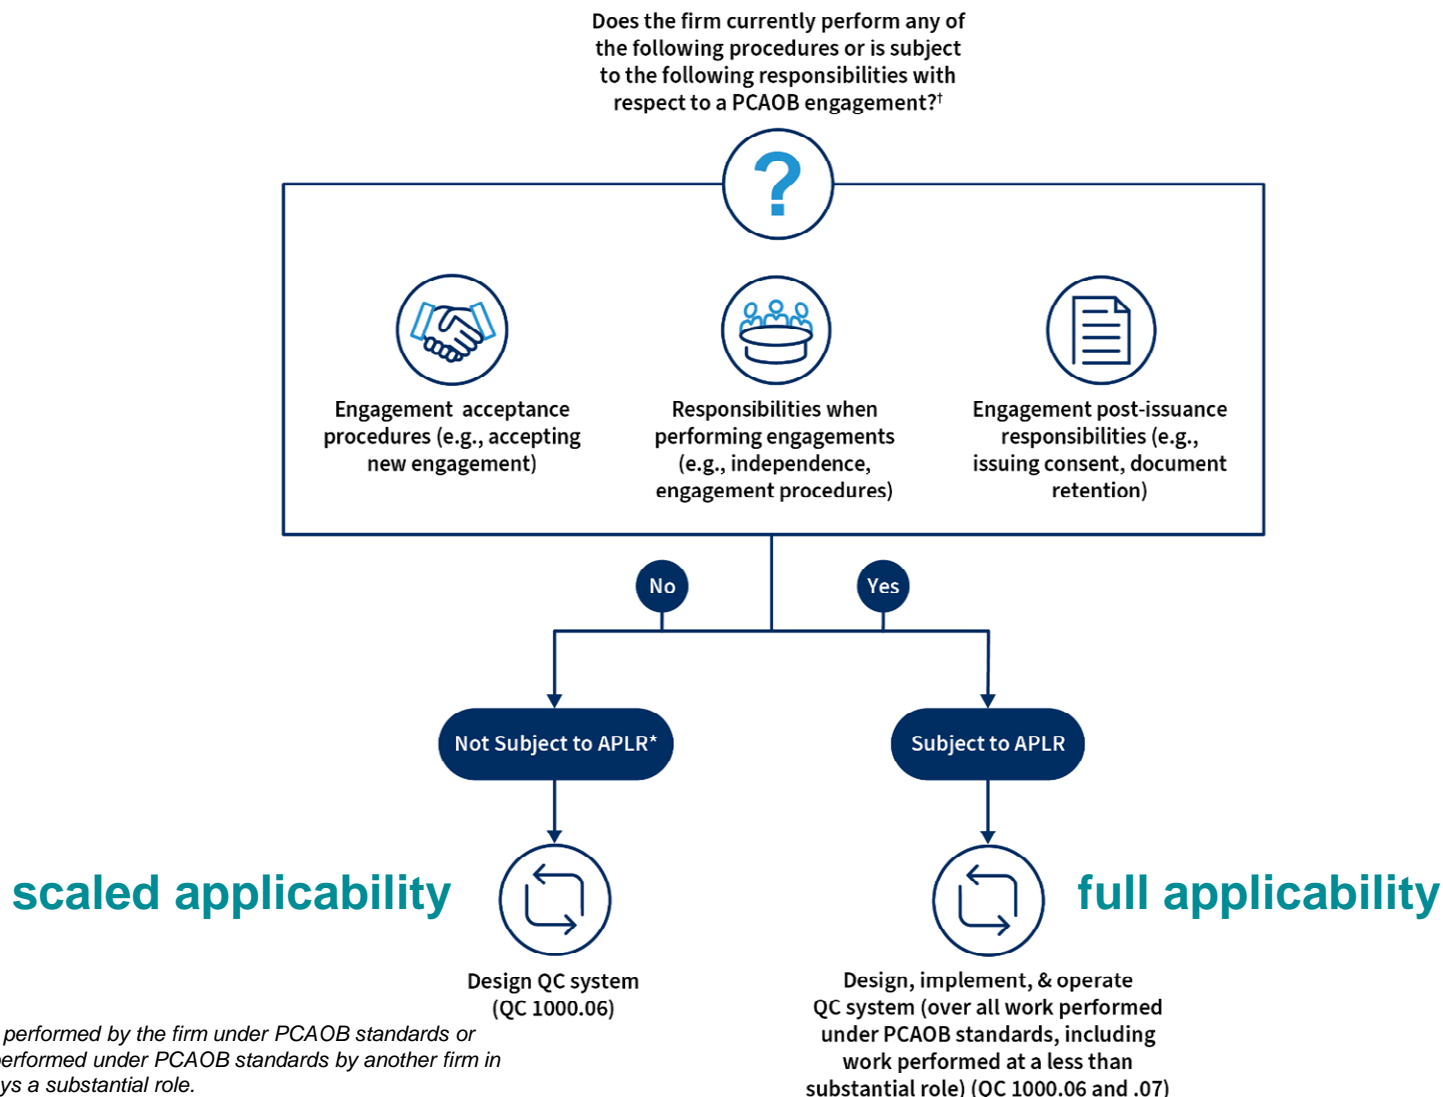 Does the firm currently perform any of
the following procedures or is subject
to the following responsibilities with
respect to a PCAOB engagement?†
?
Engagement acceptance
procedures (e.g., accepting
new engagement)
Responsibilities when
performing engagements
(e.g., independence,
engagement procedures)
Engagement post-issuance
responsibilities (e.g.,
issuing consent, document
retention)
No
Yes
Not Subject to APLR*
Subject to APLR
scaled applicability
full applicability
Design QC system
(QC 1000.06)
Design, implement, & operate
QC system (over all work performed
under PCAOB standards, including
work performed at a less than
substantial role) (QC 1000.06 and .07)
performed by the firm under PCAOB standards or
performed under PCAOB standards by another firm in
a substantial role.